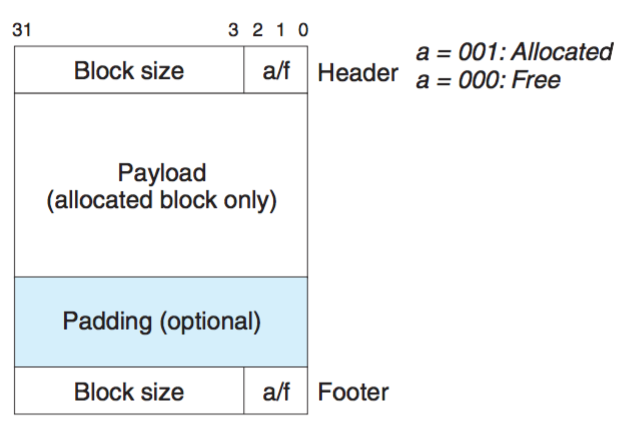 31 3 2 1 0
Block size a/f Header
a = 001: Allocated
a = 000: Free
Payload
(allocated block only)
Padding (optional)
Block size a/f Footer